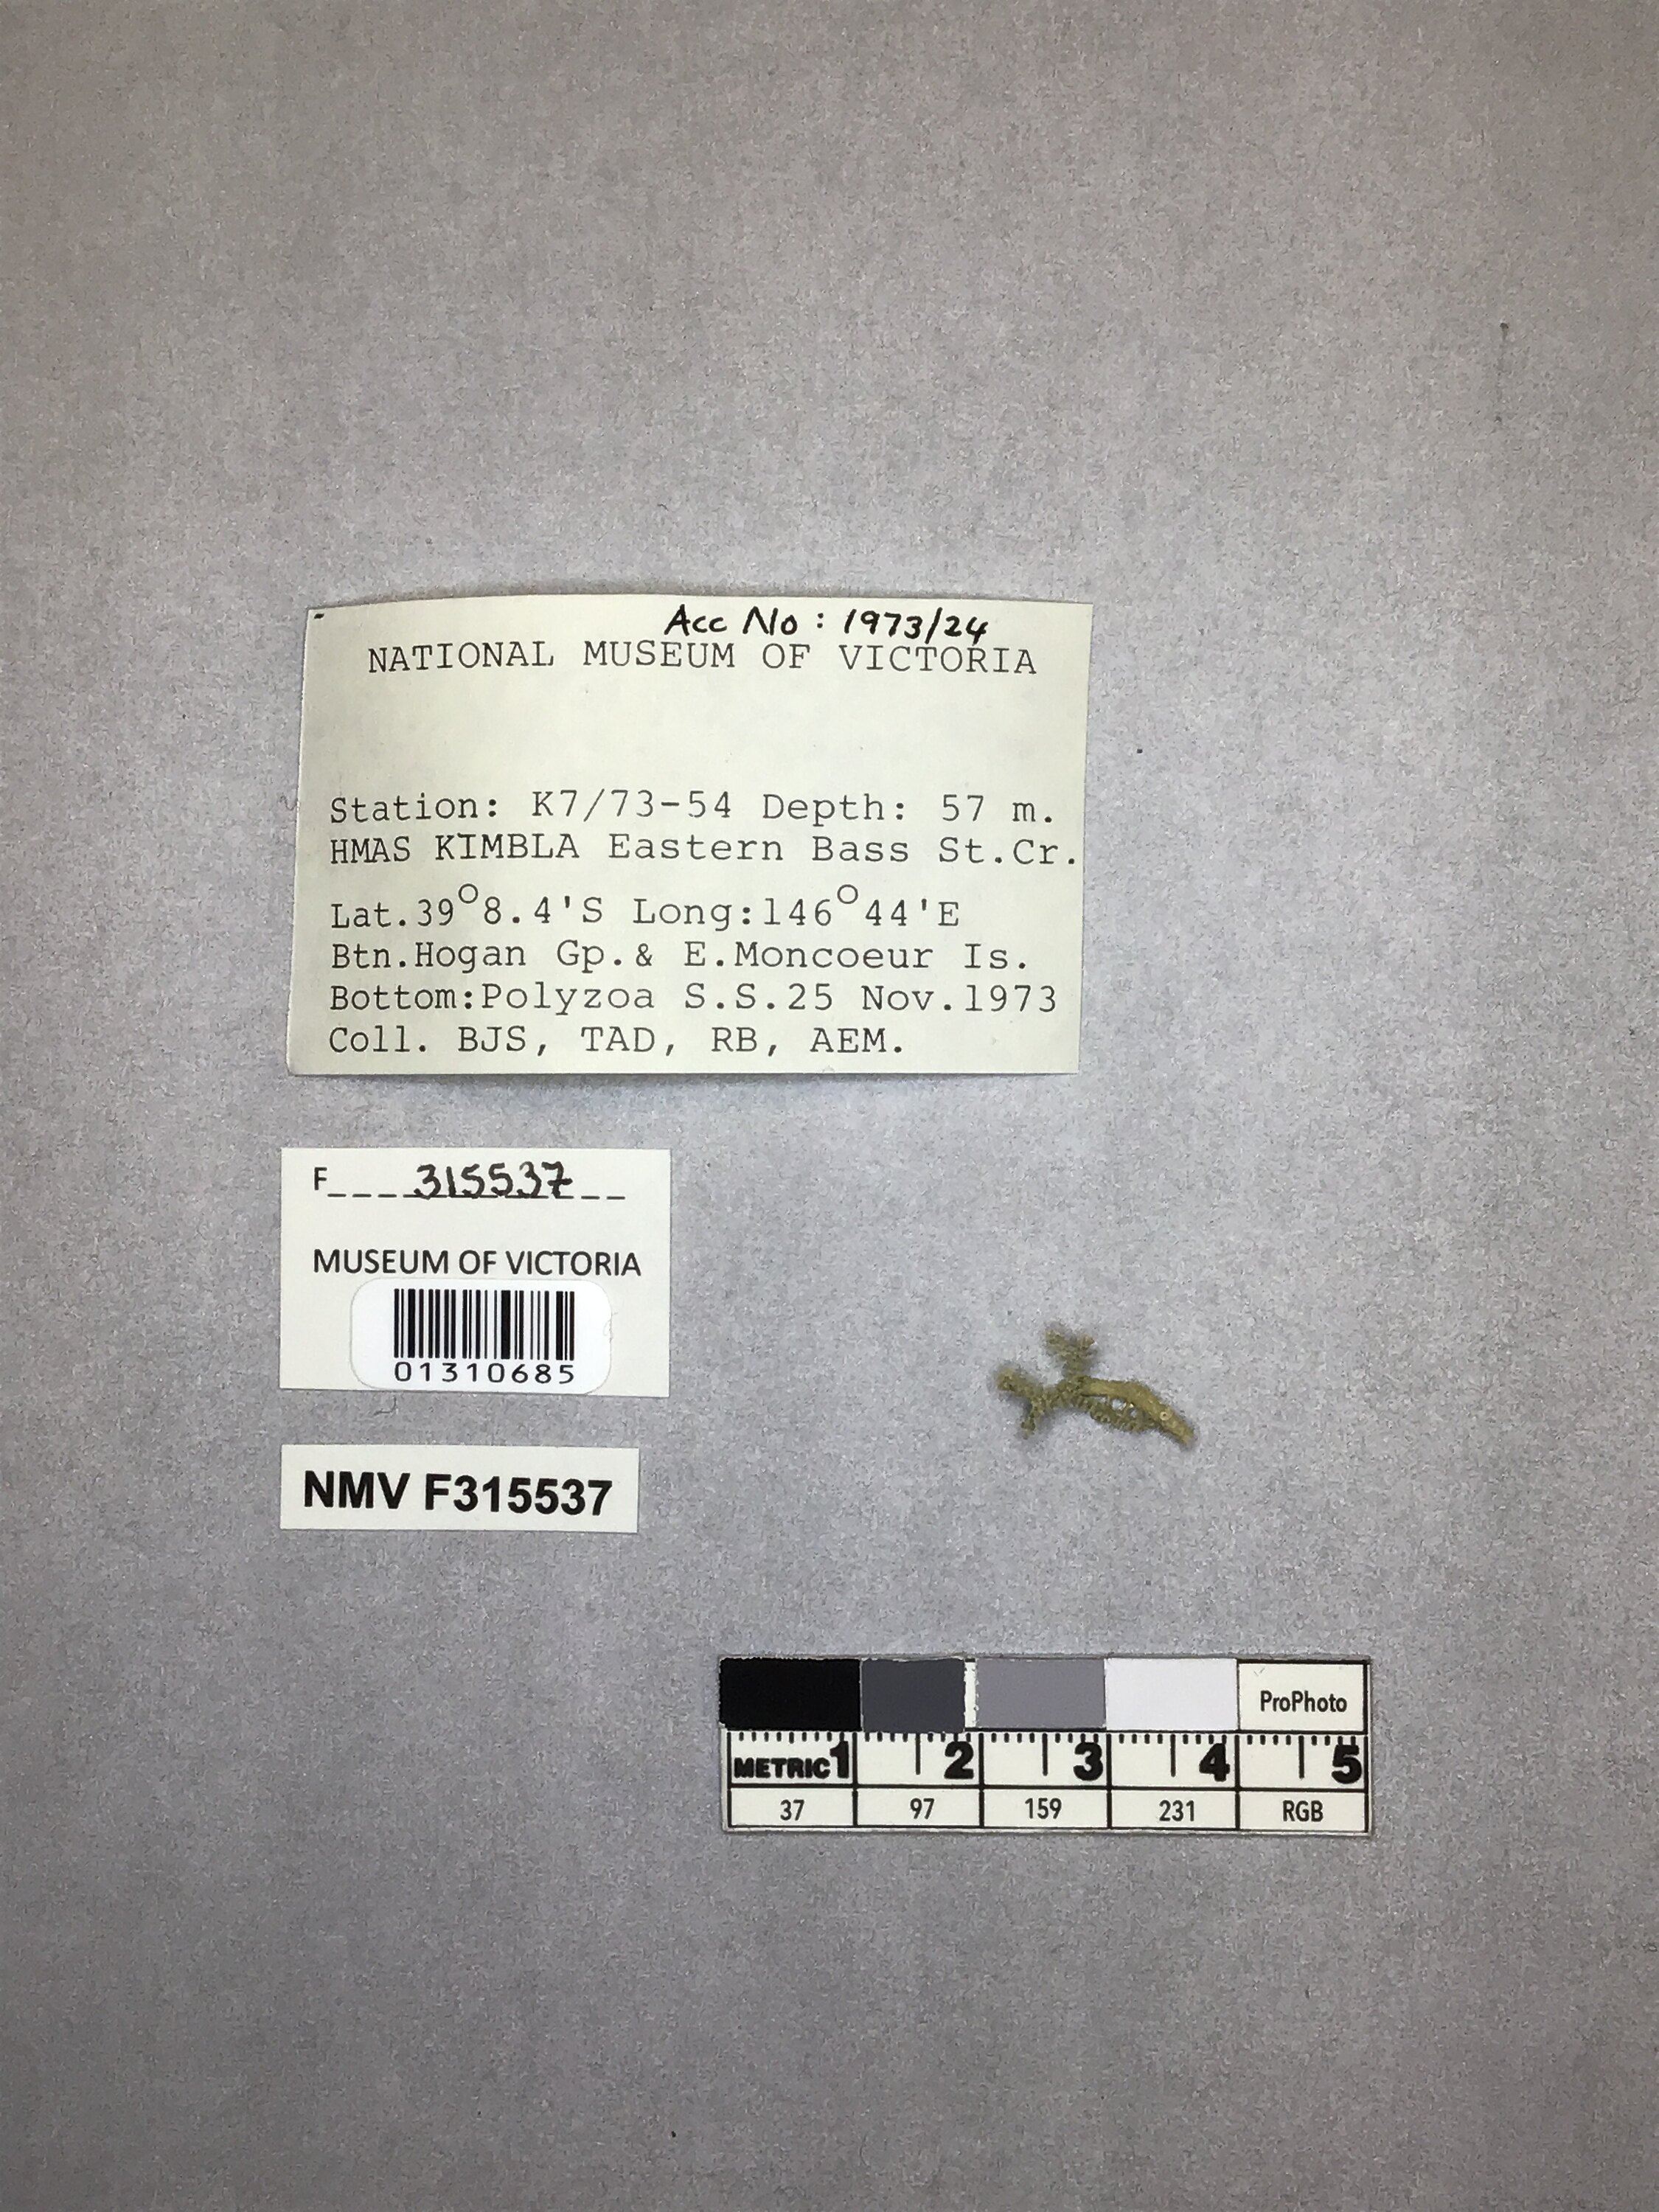 Acc No : 1973/24
NATIONAL MUSEUM OF VICTORIA
Station: K7/73-54 Depth: 57 m.
HMAS KIMBLA Eastern Bass St.Cr.
Lat.39°8.4'S Long:146°44'E
Btn.Hogan Gp.& E.Moncoeur Is.
Bottom:Polyzoa S.S.25 Nov.1973
Coll. BJS, TAD, RB, AEM.
F____315537__
MUSEUM OF VICTORIA
01310685
NMV F315537
ProPhoto
METRIC 1 2 3 4 5
37 97 159 231 RGB